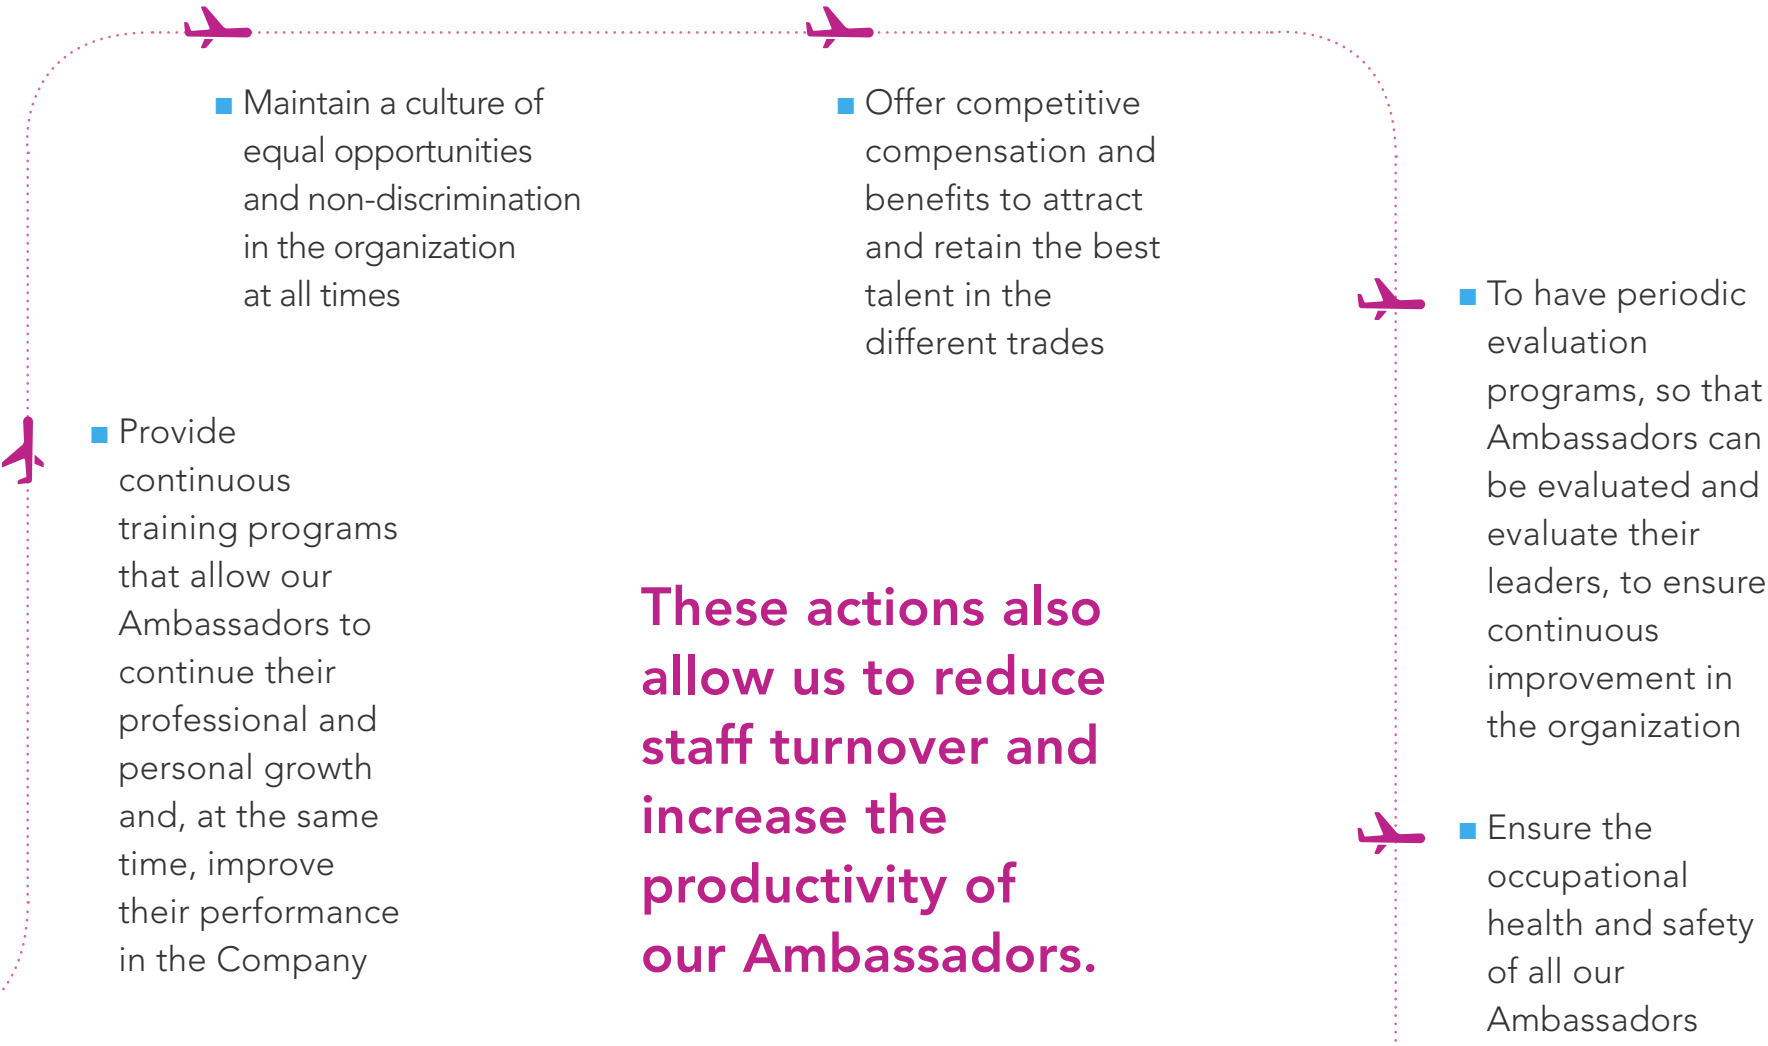 Maintain a culture of
equal opportunities
and non-discrimination
in the organization
at all times
Offer competitive
compensation and
benefits to attract
and retain the best
talent in the
different trades
To have periodic
evaluation
programs, so that
Ambassadors can
be evaluated and
evaluate their
leaders, to ensure
continuous
improvement in
the organization
Provide
continuous
training programs
that allow our
Ambassadors to
continue their
professional and
personal growth
and, at the same
time, improve
their performance
in the Company
These actions also
allow us to reduce
staff turnover and
increase the
productivity of
our Ambassadors.
Ensure the
occupational
health and safety
of all our
Ambassadors